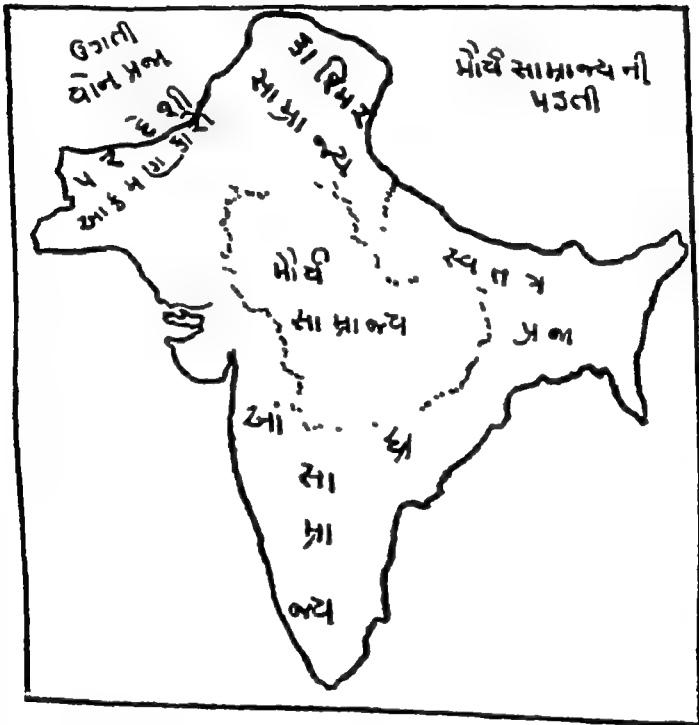 ઉગતી
યોન પ્રજા
મૌર્ય સામ્રાજ્ય ની
પડતી
કાશ્મિર
સામ્રાજ્ય
પરદેશી
આક્રમણકારો
મૌર્ય
સામ્રાજ્ય
સ્વતંત્ર
પ્રજા
આંધ્ર
સા
મ્રા
જ્ય